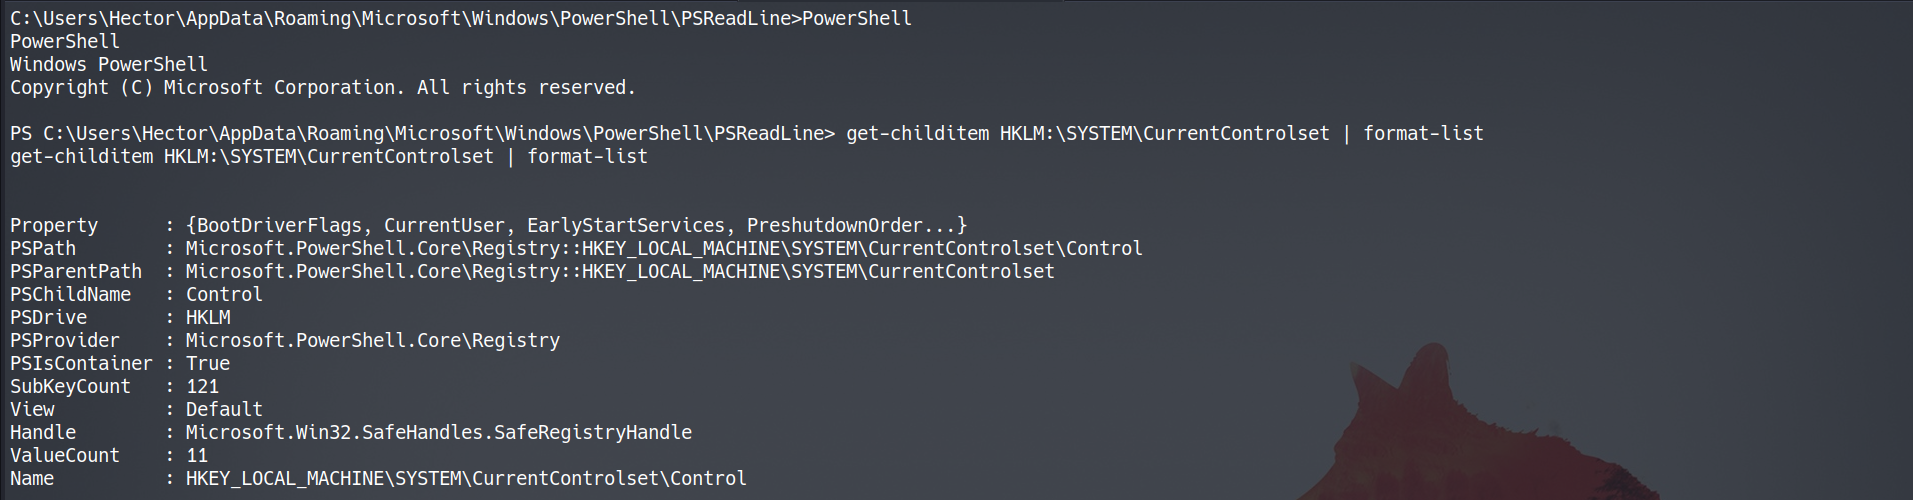 C:\Users\Hector\AppData\Roaming\Microsoft\Windows\PowerShell\PSReadLine>PowerShell
PowerShell
Windows PowerShell
Copyright (C) Microsoft Corporation. All rights reserved.

PS C:\Users\Hector\AppData\Roaming\Microsoft\Windows\PowerShell\PSReadLine> get-childitem HKLM:\SYSTEM\CurrentControlset | format-list
get-childitem HKLM:\SYSTEM\CurrentControlset | format-list


Property      : {BootDriverFlags, CurrentUser, EarlyStartServices, PreshutdownOrder...}
PSPath        : Microsoft.PowerShell.Core\Registry::HKEY_LOCAL_MACHINE\SYSTEM\CurrentControlset\Control
PSParentPath  : Microsoft.PowerShell.Core\Registry::HKEY_LOCAL_MACHINE\SYSTEM\CurrentControlset
PSChildName   : Control
PSDrive       : HKLM
PSProvider    : Microsoft.PowerShell.Core\Registry
PSIsContainer : True
SubKeyCount   : 121
View          : Default
Handle        : Microsoft.Win32.SafeHandles.SafeRegistryHandle
ValueCount    : 11
Name          : HKEY_LOCAL_MACHINE\SYSTEM\CurrentControlset\Control